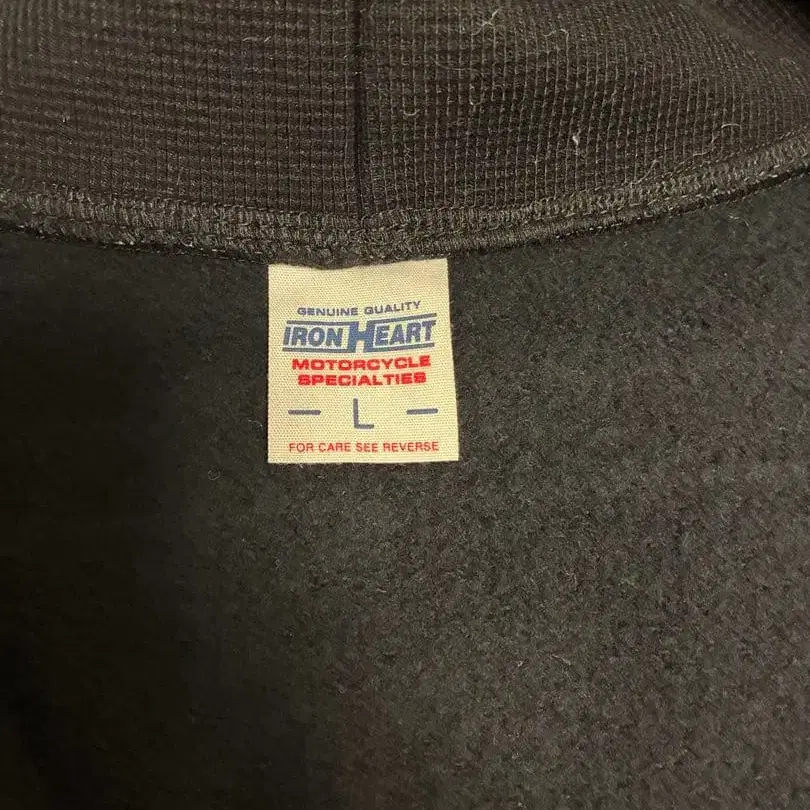 GENUINE QUALITY
IRON HEART
MOTORCYCLE
SPECIALTIES
— L —
FOR CARE SEE REVERSE